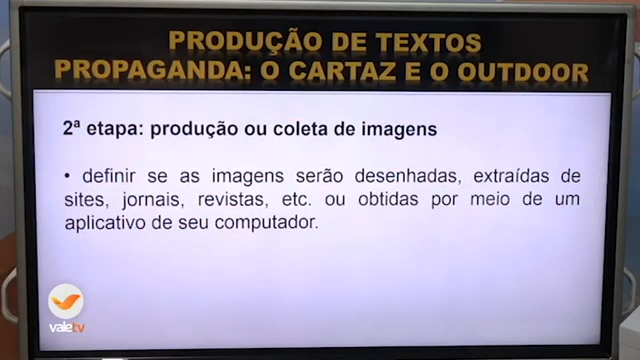 PRODUÇÃO DE TEXTOS
PROPAGANDA: O CARTAZ E O OUTDOOR
2ª etapa: produção ou coleta de imagens
• definir se as imagens serão desenhadas, extraídas de
sites, jornais, revistas, etc. ou obtidas por meio de um
aplicativo de seu computador.
valetv